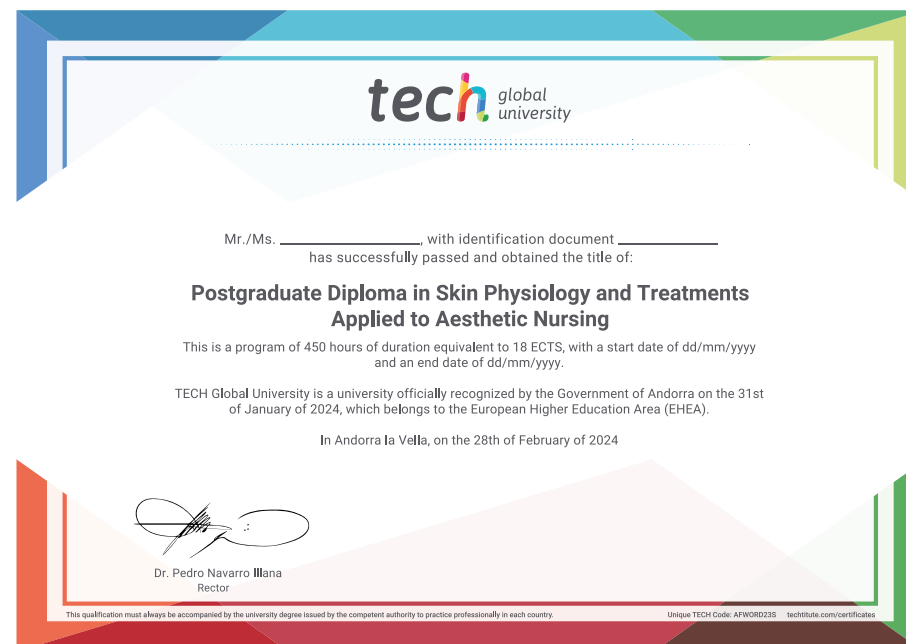 tech global university
Mr./Ms. ____________________, with identification document ______________
has successfully passed and obtained the title of:
Postgraduate Diploma in Skin Physiology and Treatments
Applied to Aesthetic Nursing
This is a program of 450 hours of duration equivalent to 18 ECTS, with a start date of dd/mm/yyyy
and an end date of dd/mm/yyyy.
TECH Global University is a university officially recognized by the Government of Andorra on the 31st
of January of 2024, which belongs to the European Higher Education Area (EHEA).
In Andorra la Vella, on the 28th of February of 2024
Dr. Pedro Navarro Illana
Rector
This qualification must always be accompanied by the university degree issued by the competent authority to practice professionally in each country.
Unique TECH Code: AFWORD23S techtitute.com/certificates